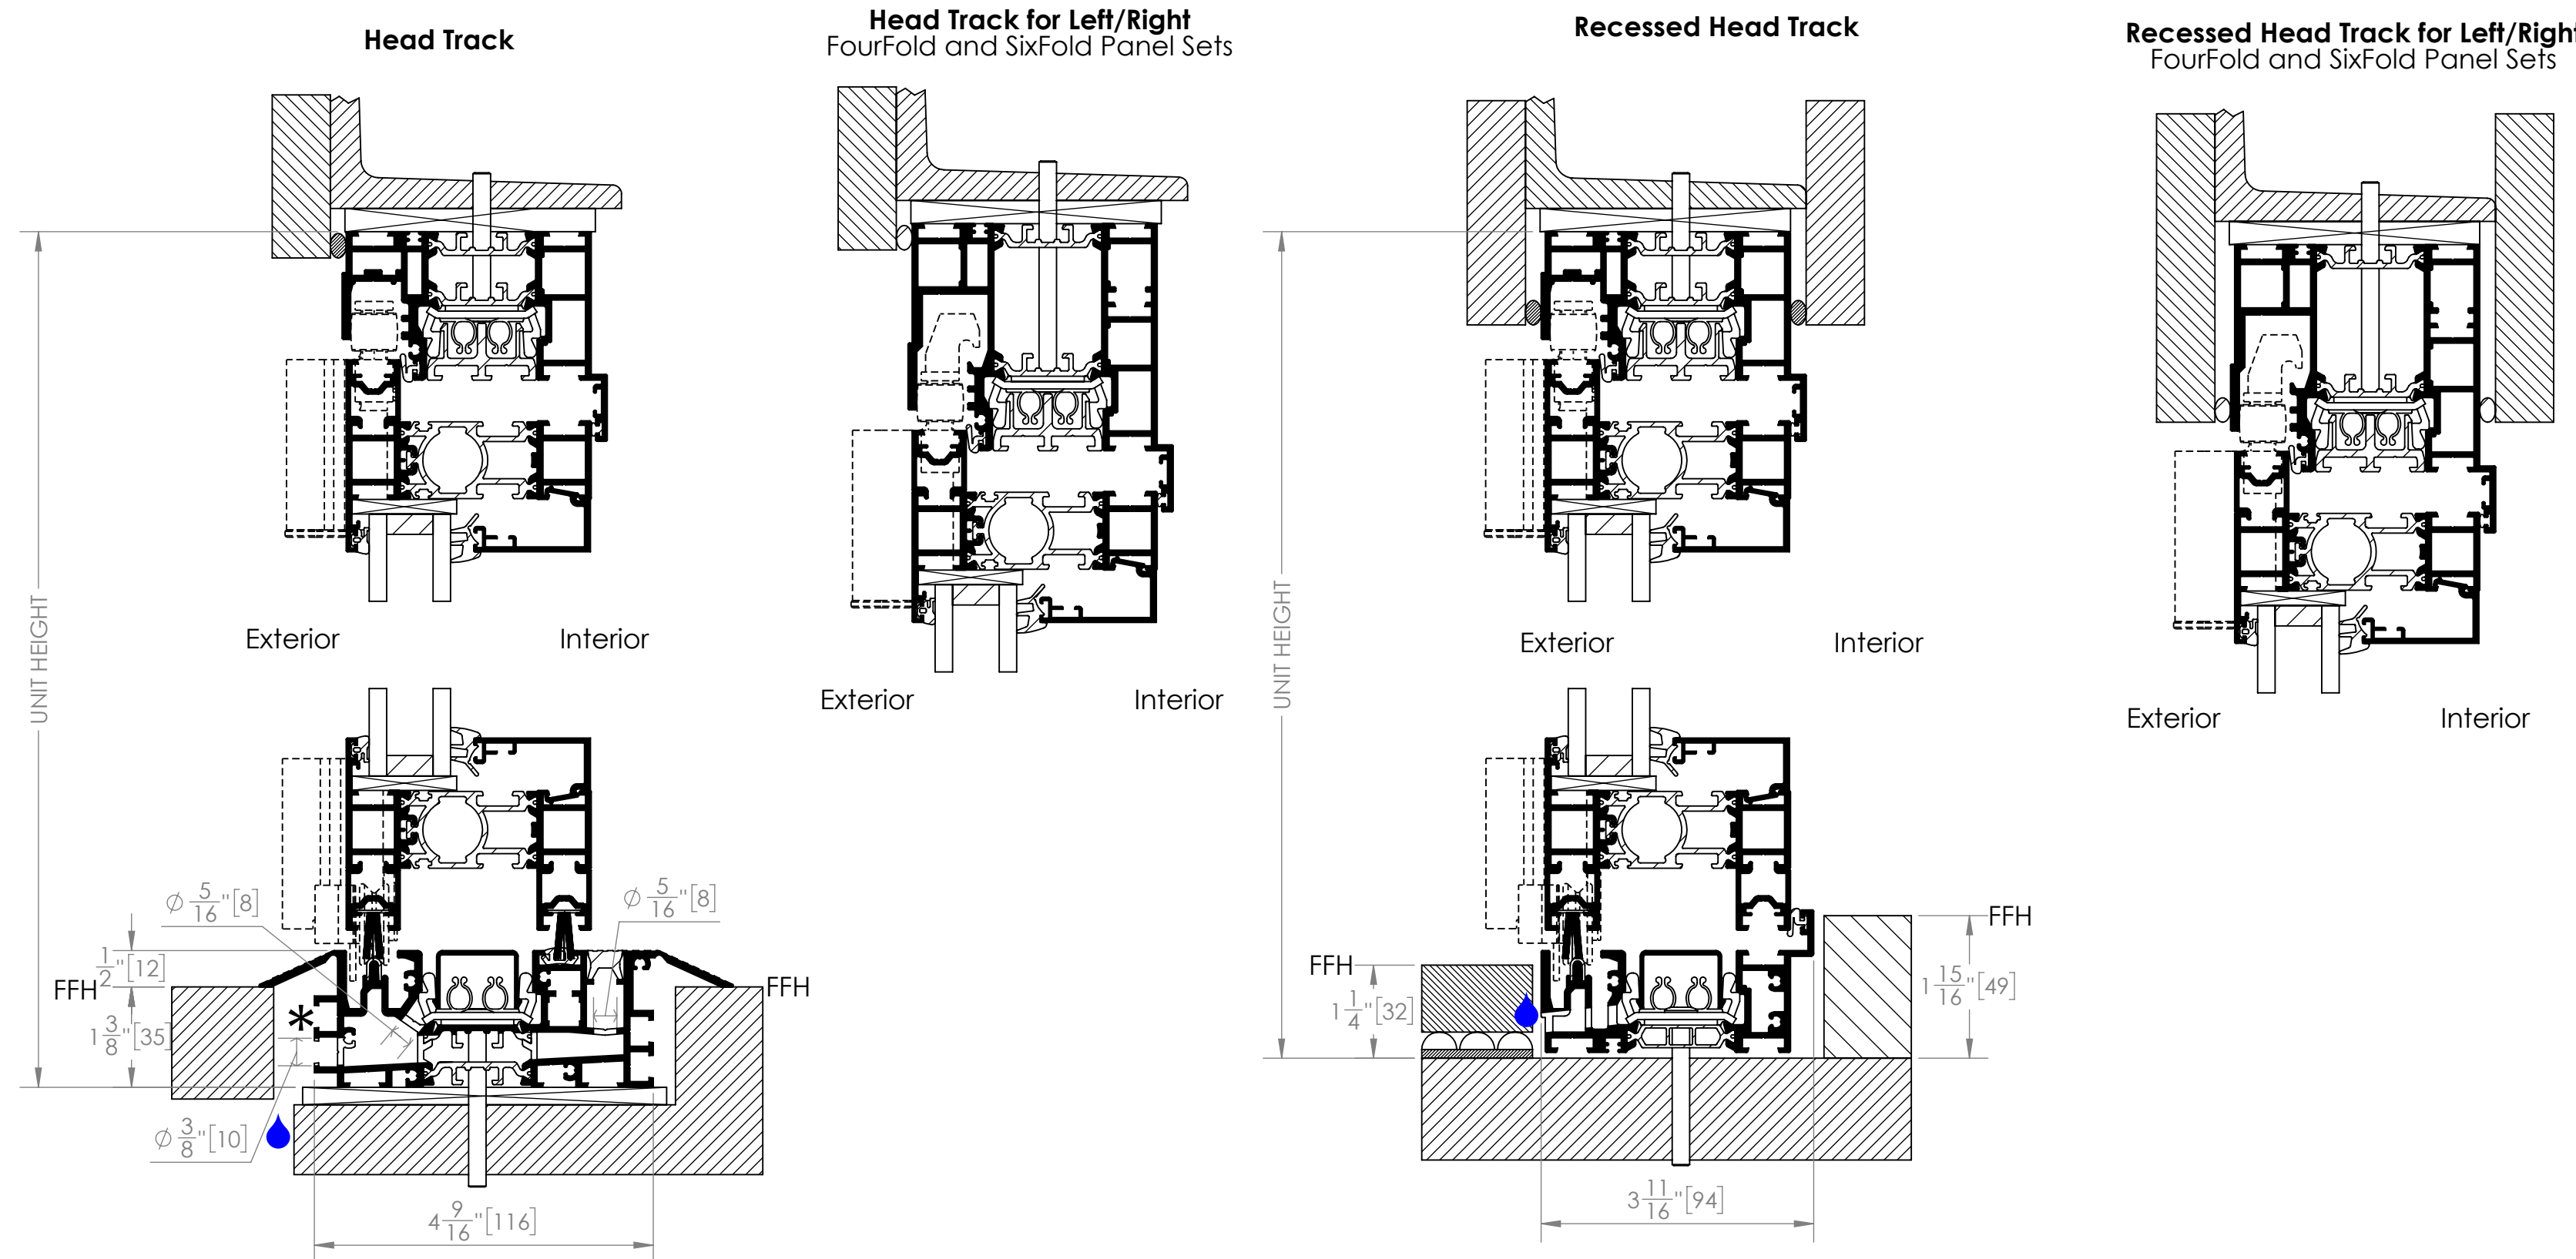 Head Track
Head Track for Left/Right
FourFold and SixFold Panel Sets
Recessed Head Track
Recessed Head Track for Left/Right
FourFold and SixFold Panel Sets
UNIT HEIGHT
Exterior
Interior
Exterior
Interior
UNIT HEIGHT
Exterior
Interior
Exterior
Interior
Ø 5/16"[8]
Ø 5/16"[8]
1/2"[12]
FFH
FFH
*
1 3/8"[35]
Ø 3/8"[10]
4 9/16"[116]
FFH
FFH
1 1/4"[32]
1 15/16"[49]
3 11/16"[94]